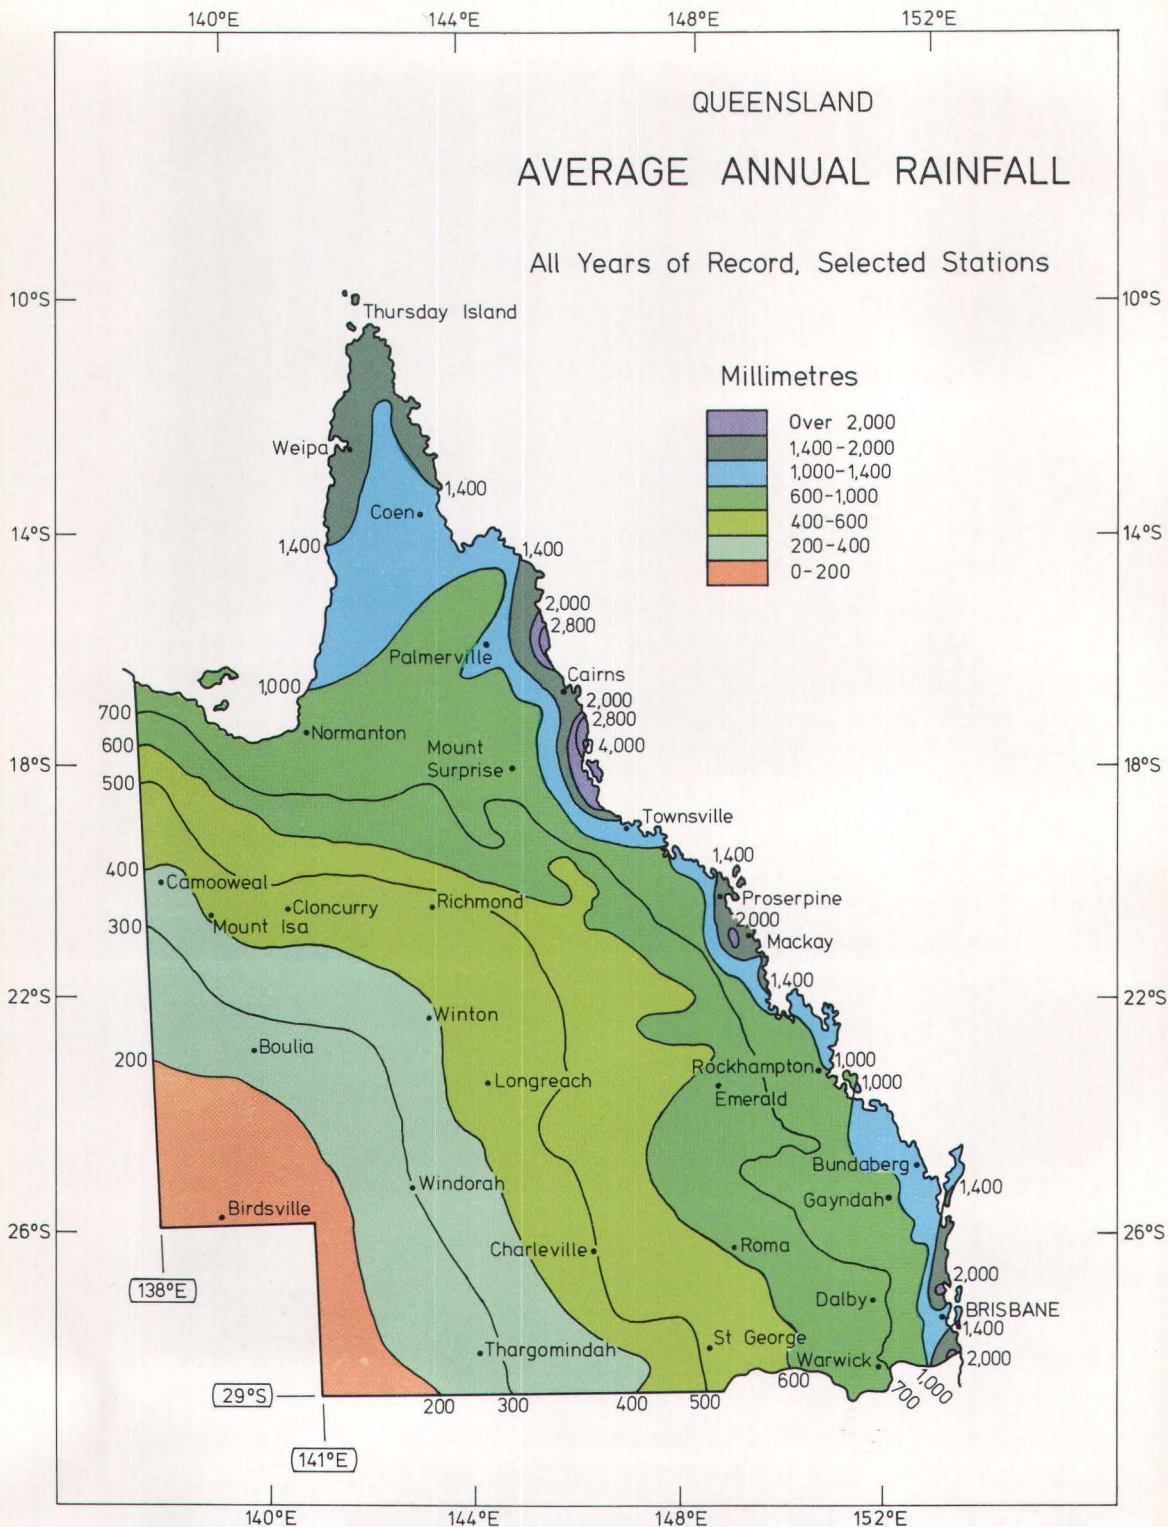 140°E 144°E 148°E 152°E
QUEENSLAND
AVERAGE ANNUAL RAINFALL
All Years of Record, Selected Stations
10°S
10°S
Thursday Island
Millimetres
Over 2,000
1,400-2,000
1,000-1,400
600-1,000
400-600
200-400
0-200
Weipa
1,400
Coen
14°S
14°S
1,400
1,400
2,000
2,800
Palmerville
Cairns
1,000
2,000
2,800
4,000
700
Normanton
600
Mount
Surprise
18°S
18°S
500
Townsville
1,400
400
Camooweal
Proserpine
Richmond
Cloncurry
2,000
Mount Isa
300
Mackay
1,400
22°S
22°S
Winton
Boulia
200
1,000
Rockhampton
1,000
Longreach
Emerald
Bundaberg
Windorah
1,400
Gayndah
Birdsville
26°S
26°S
Roma
Charleville
2,000
138°E
Dalby
BRISBANE
1,400
St George
Thargomindah
2,000
Warwick
600
1,000
29°S
700
200 300 400 500
141°E
140°E 144°E 148°E 152°E